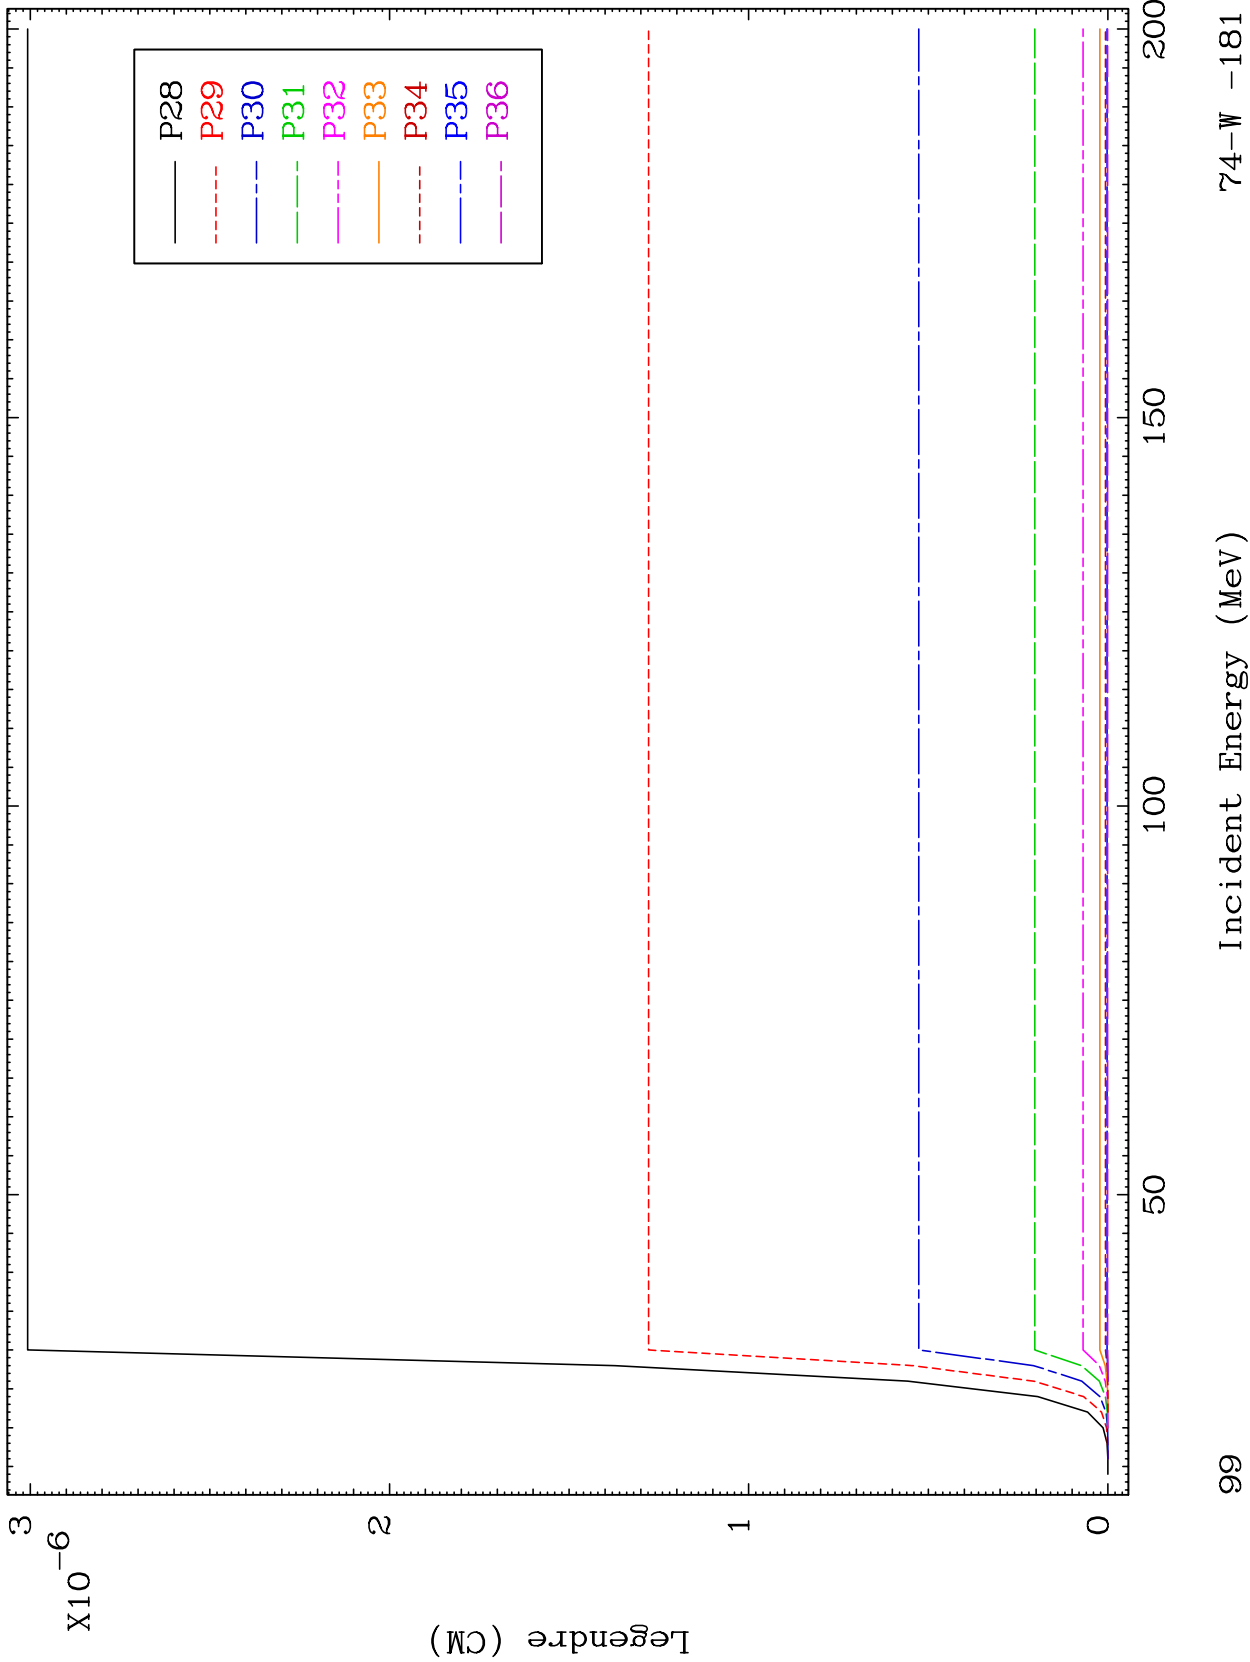 X10
-6
3
2
1
0
Legendre (CM)
P28
P29
P30
P31
P32
P33
P34
P35
P36
50
100
150
200
Incident Energy (MeV)
99
74-W -181